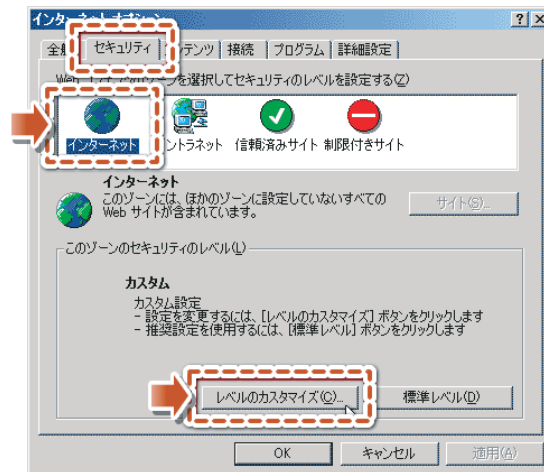 インターネット オプション
全般
セキュリティ
コンテンツ
接続
プログラム
詳細設定
Web コンテンツのゾーンを選択してセキュリティのレベルを設定する(Z)
インターネット
イントラネット
信頼済みサイト
制限付きサイト
インターネット
このゾーンには、ほかのゾーンに設定していないすべての
Web サイトが含まれています。
サイト(S)...
このゾーンのセキュリティのレベル(L)
カスタム
カスタム設定
- 設定を変更するには、[レベルのカスタマイズ] ボタンをクリックします
- 推奨設定を使用するには、[標準レベル] ボタンをクリックします
レベルのカスタマイズ(C)...
標準レベル(D)
OK
キャンセル
適用(A)